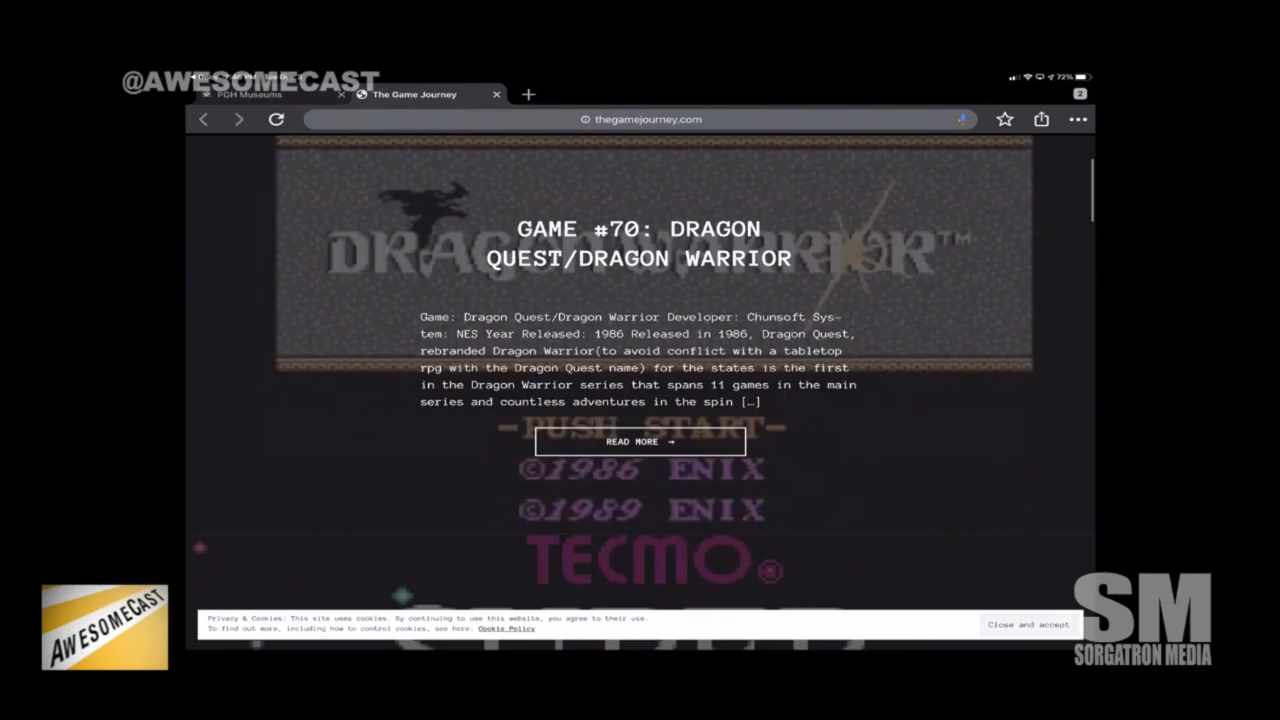 @AWESOMECAST
72%
PGH Museums
The Game Journey
2
thegamejourney.com
DRAGON WARRIOR™
GAME #70: DRAGON
QUEST/DRAGON WARRIOR
Game: Dragon Quest/Dragon Warrior Developer: Chunsoft Sys-
tem: NES Year Released: 1986 Released in 1986, Dragon Quest,
rebranded Dragon Warrior(to avoid conflict with a tabletop
rpg with the Dragon Quest name) for the states is the first
in the Dragon Warrior series that spans 11 games in the main
series and countless adventures in the spin […]
-PUSH START-
READ MORE →
©1986 ENIX
©1989 ENIX
TECMO®
Privacy & Cookies: This site uses cookies. By continuing to use this website, you agree to their use.
To find out more, including how to control cookies, see here: Cookie Policy
Close and accept
AWESOMECAST
SM
SORGATRON MEDIA